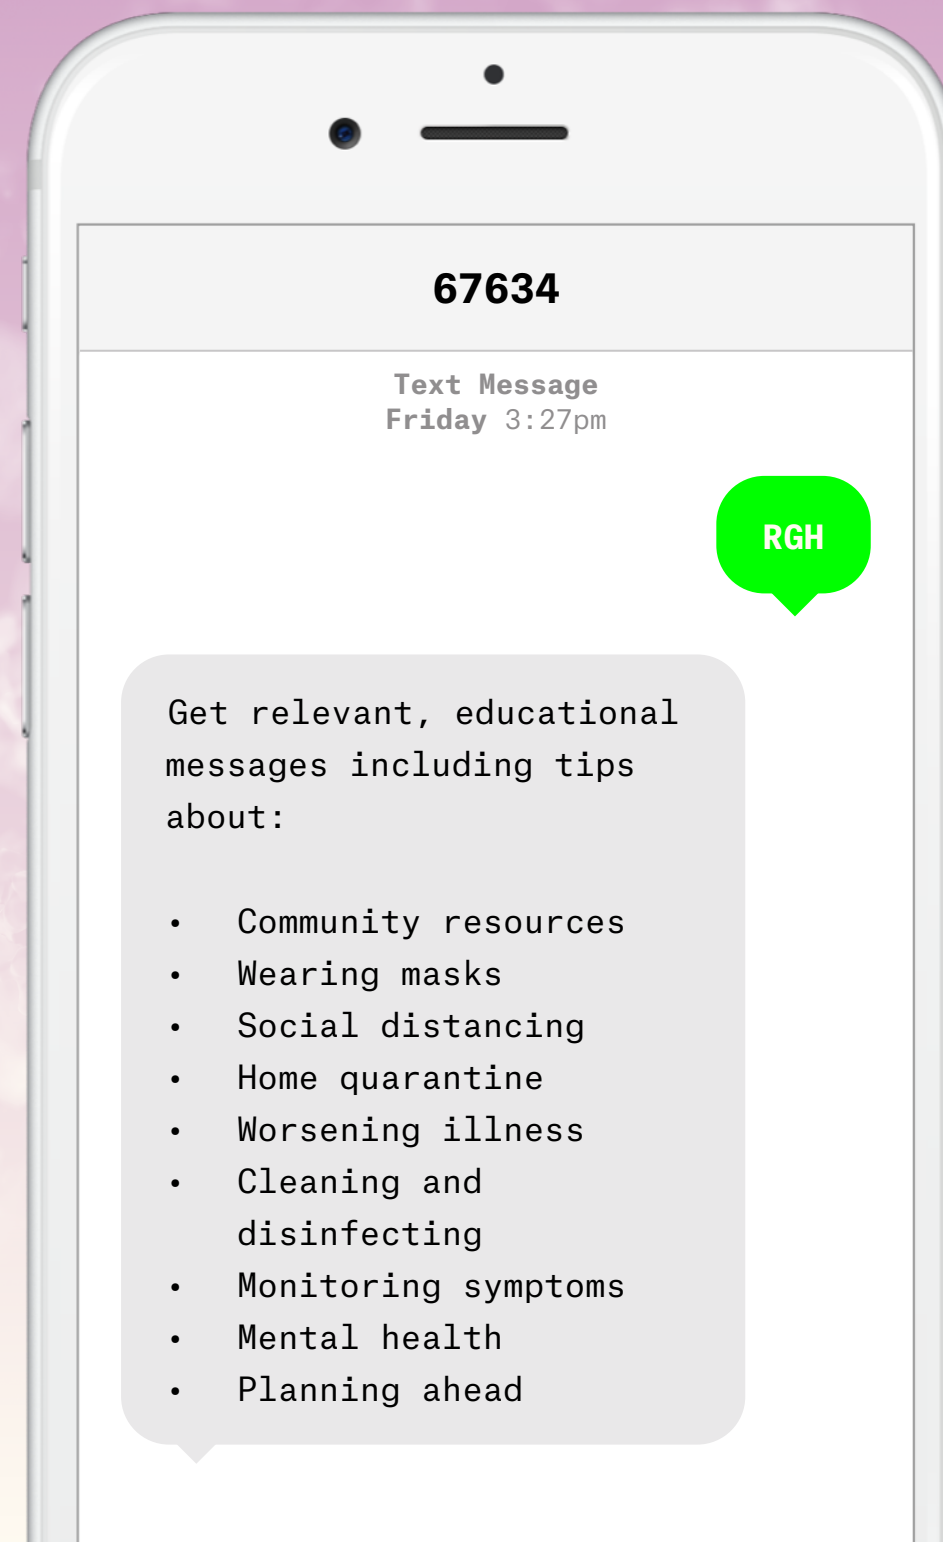 67634
Text Message
Friday 3:27pm
RGH
Get relevant, educational
messages including tips
about:
• Community resources
• Wearing masks
• Social distancing
• Home quarantine
• Worsening illness
• Cleaning and
disinfecting
• Monitoring symptoms
• Mental health
• Planning ahead